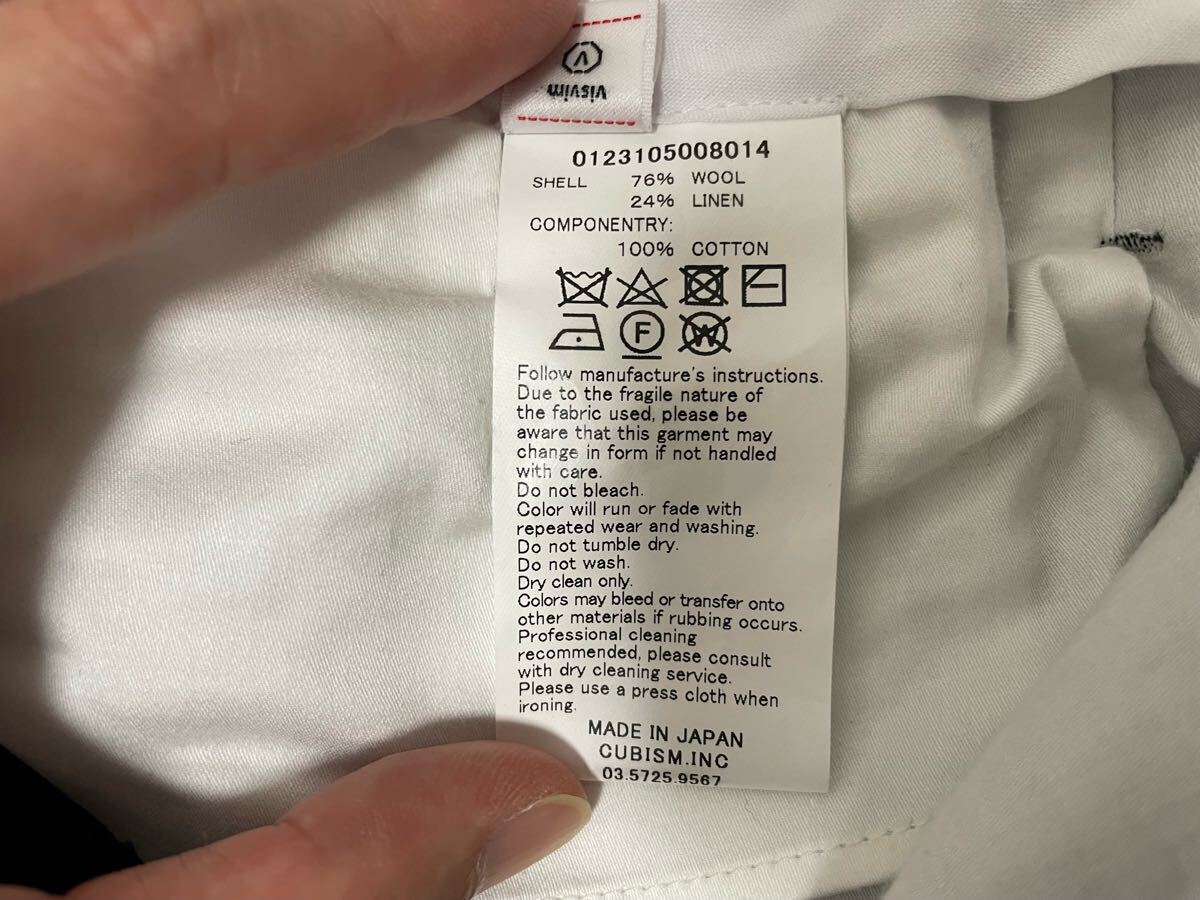 V
visvim
0123105008014
SHELL 76% WOOL
24% LINEN
COMPONENTRY:
100% COTTON
F
W
Follow manufacture's instructions.
Due to the fragile nature of
the fabric used, please be
aware that this garment may
change in form if not handled
with care.
Do not bleach.
Color will run or fade with
repeated wear and washing.
Do not tumble dry.
Do not wash.
Dry clean only.
Colors may bleed or transfer onto
other materials if rubbing occurs.
Professional cleaning
recommended, please consult
with dry cleaning service.
Please use a press cloth when
ironing.
MADE IN JAPAN
CUBISM.INC
03.5725.9567